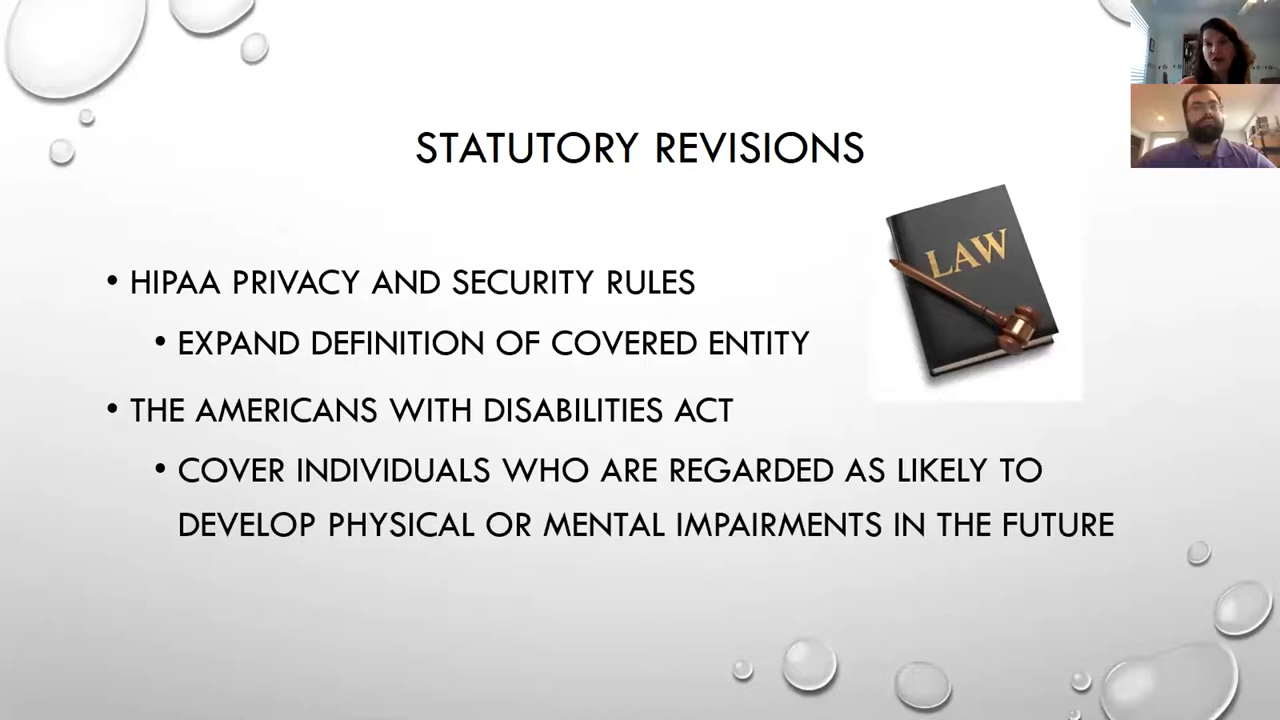 STATUTORY REVISIONS
LAW
• HIPAA PRIVACY AND SECURITY RULES
• EXPAND DEFINITION OF COVERED ENTITY
• THE AMERICANS WITH DISABILITIES ACT
• COVER INDIVIDUALS WHO ARE REGARDED AS LIKELY TO
DEVELOP PHYSICAL OR MENTAL IMPAIRMENTS IN THE FUTURE